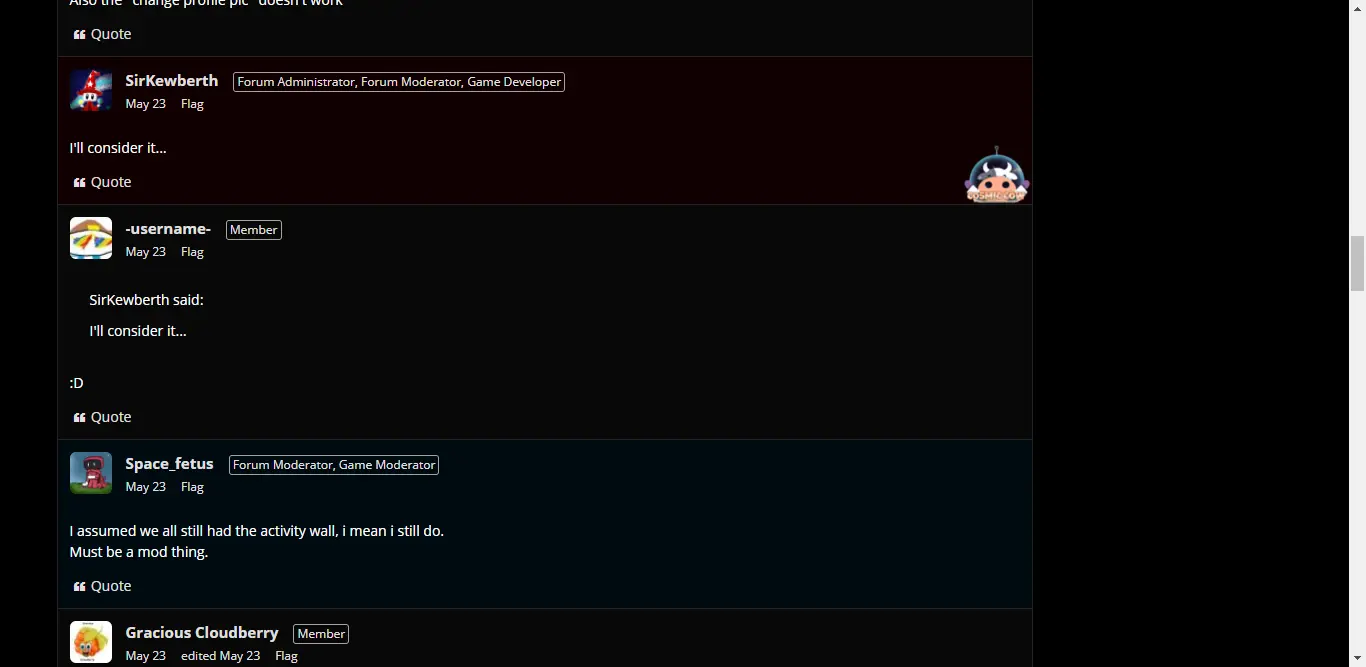 Also the "change profile pic" doesn't work
Quote
SirKewberth Forum Administrator, Forum Moderator, Game Developer
May 23 Flag
I'll consider it...
Quote
COSMIC COW
-username- Member
May 23 Flag
SirKewberth said:
I'll consider it...
:D
Quote
Space_fetus Forum Moderator, Game Moderator
May 23 Flag
I assumed we all still had the activity wall, i mean i still do.
Must be a mod thing.
Quote
Gracious Cloudberry Member
May 23 edited May 23 Flag